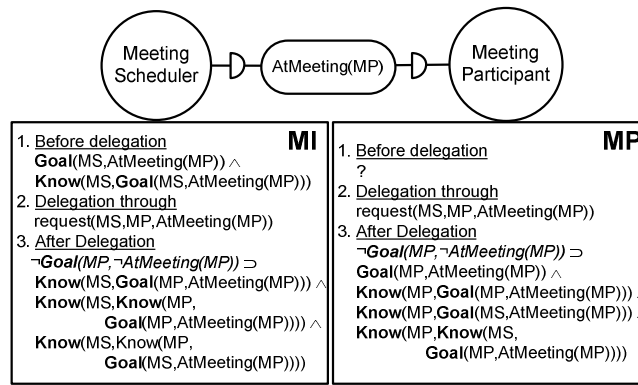 Meeting
Scheduler
AtMeeting(MP)
Meeting
Participant
MI
1. Before delegation
Goal(MS,AtMeeting(MP)) ∧
Know(MS,Goal(MS,AtMeeting(MP)))
2. Delegation through
request(MS,MP,AtMeeting(MP))
3. After Delegation
¬Goal(MP,¬AtMeeting(MP)) ⊃
Know(MS,Goal(MP,AtMeeting(MP))) ∧
Know(MS,Know(MP,
Goal(MP,AtMeeting(MP)))) ∧
Know(MS,Know(MP,
Goal(MS,AtMeeting(MP))))
MP
1. Before delegation
?
2. Delegation through
request(MS,MP,AtMeeting(MP))
3. After Delegation
¬Goal(MP,¬AtMeeting(MP)) ⊃
Goal(MP,AtMeeting(MP)) ∧
Know(MP,Goal(MP,AtMeeting(MP)))
Know(MP,Goal(MS,AtMeeting(MP)))
Know(MP,Know(MS,
Goal(MP,AtMeeting(MP))))